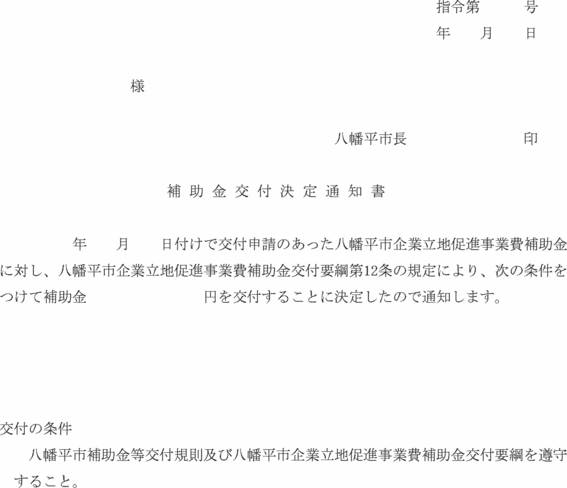 指令第　　　号
年　　月　　日
様
八幡平市長　　　　　　　　印
補助金交付決定通知書
年　　月　　日付けで交付申請のあった八幡平市企業立地促進事業費補助金
に対し、八幡平市企業立地促進事業費補助金交付要綱第12条の規定により、次の条件を
つけて補助金　　　　　　　　円を交付することに決定したので通知します。
交付の条件
八幡平市補助金等交付規則及び八幡平市企業立地促進事業費補助金交付要綱を遵守
すること。